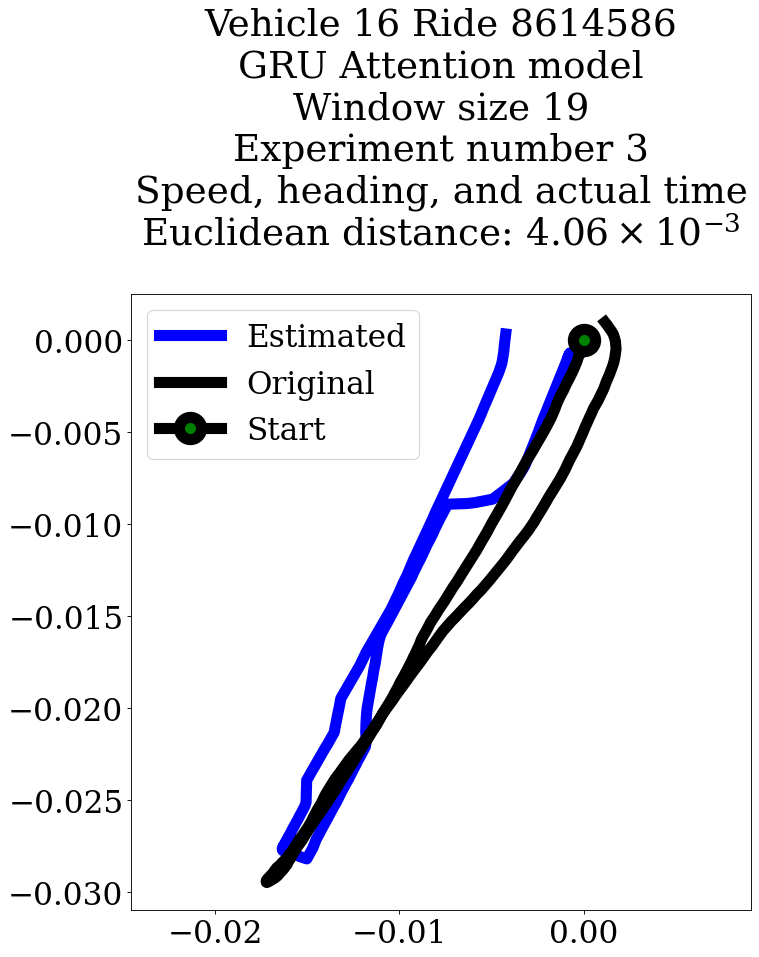 Vehicle 16 Ride 8614586
GRU Attention model
Window size 19
Experiment number 3
Speed, heading, and actual time
Euclidean distance: 4.06 × 10⁻³
Estimated
Original
Start
0.000
−0.005
−0.010
−0.015
−0.020
−0.025
−0.030
−0.02
−0.01
0.00